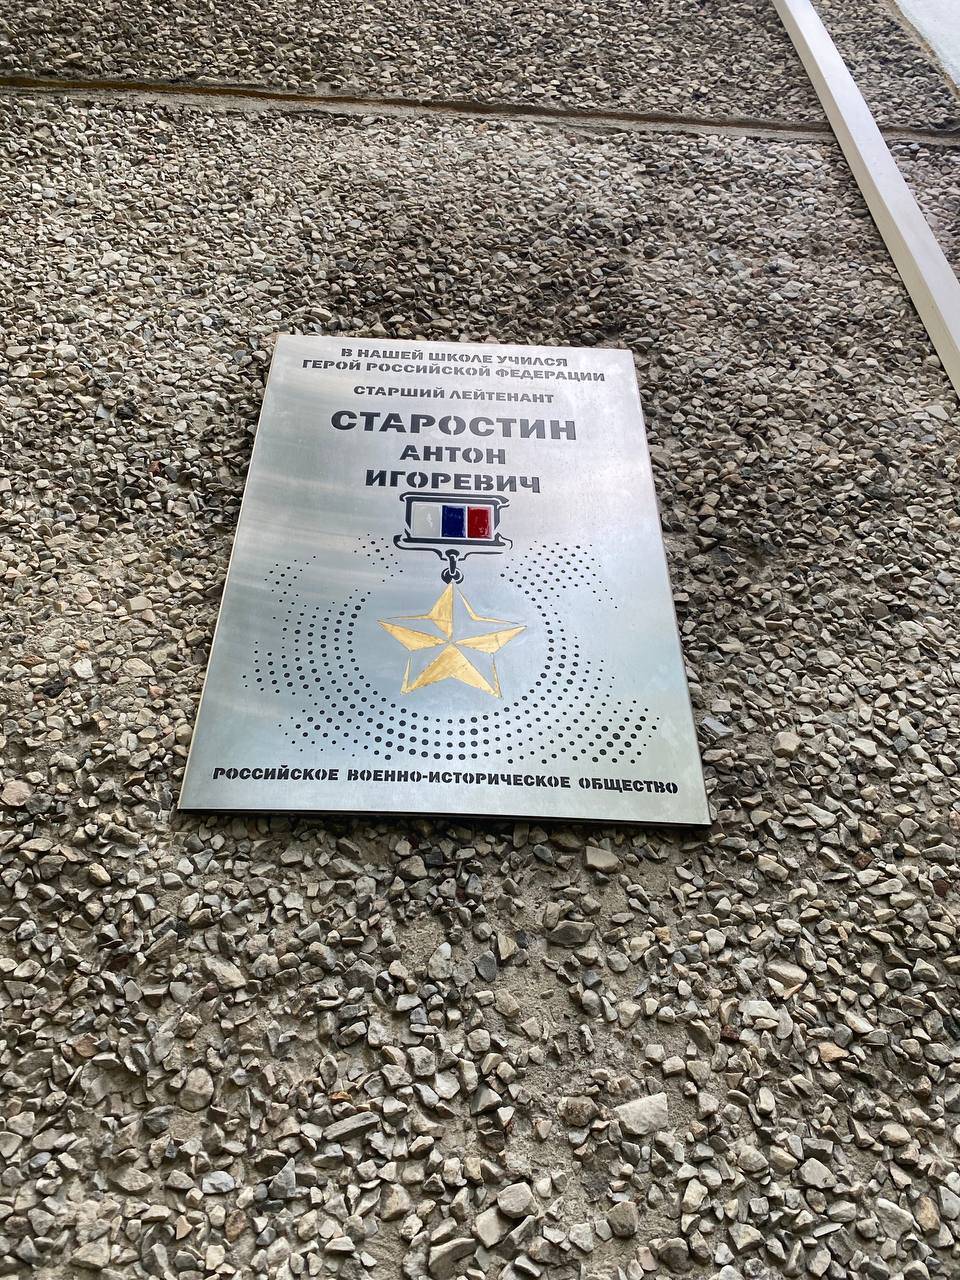 В НАШЕЙ ШКОЛЕ УЧИЛСЯ
ГЕРОЙ РОССИЙСКОЙ ФЕДЕРАЦИИ
СТАРШИЙ ЛЕЙТЕНАНТ
СТАРОСТИН
АНТОН
ИГОРЕВИЧ
РОССИЙСКОЕ ВОЕННО-ИСТОРИЧЕСКОЕ ОБЩЕСТВО